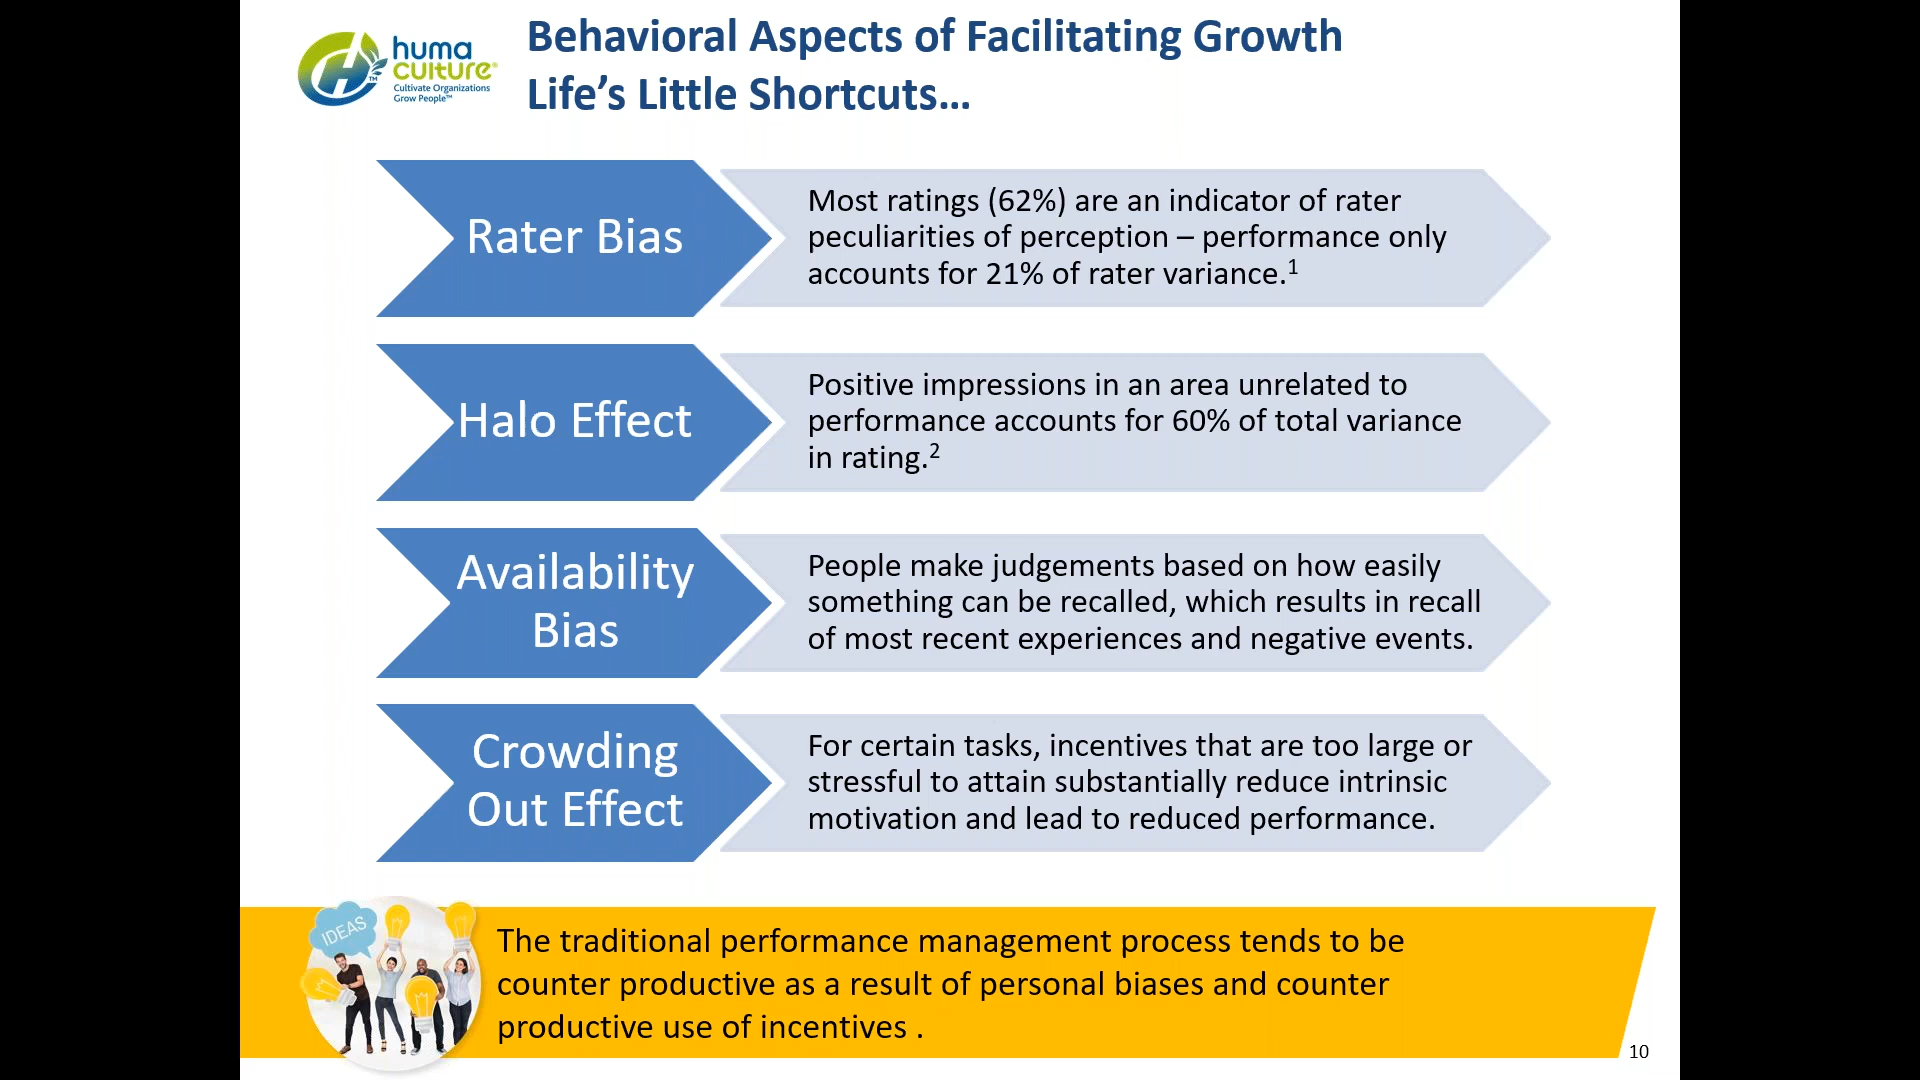 huma
culture®
Cultivate Organizations
Grow People™
Behavioral Aspects of Facilitating Growth
Life’s Little Shortcuts…
Rater Bias
Most ratings (62%) are an indicator of rater
peculiarities of perception – performance only
accounts for 21% of rater variance.1
Halo Effect
Positive impressions in an area unrelated to
performance accounts for 60% of total variance
in rating.2
Availability
Bias
People make judgements based on how easily
something can be recalled, which results in recall
of most recent experiences and negative events.
Crowding
Out Effect
For certain tasks, incentives that are too large or
stressful to attain substantially reduce intrinsic
motivation and lead to reduced performance.
IDEAS
The traditional performance management process tends to be
counter productive as a result of personal biases and counter
productive use of incentives .
10